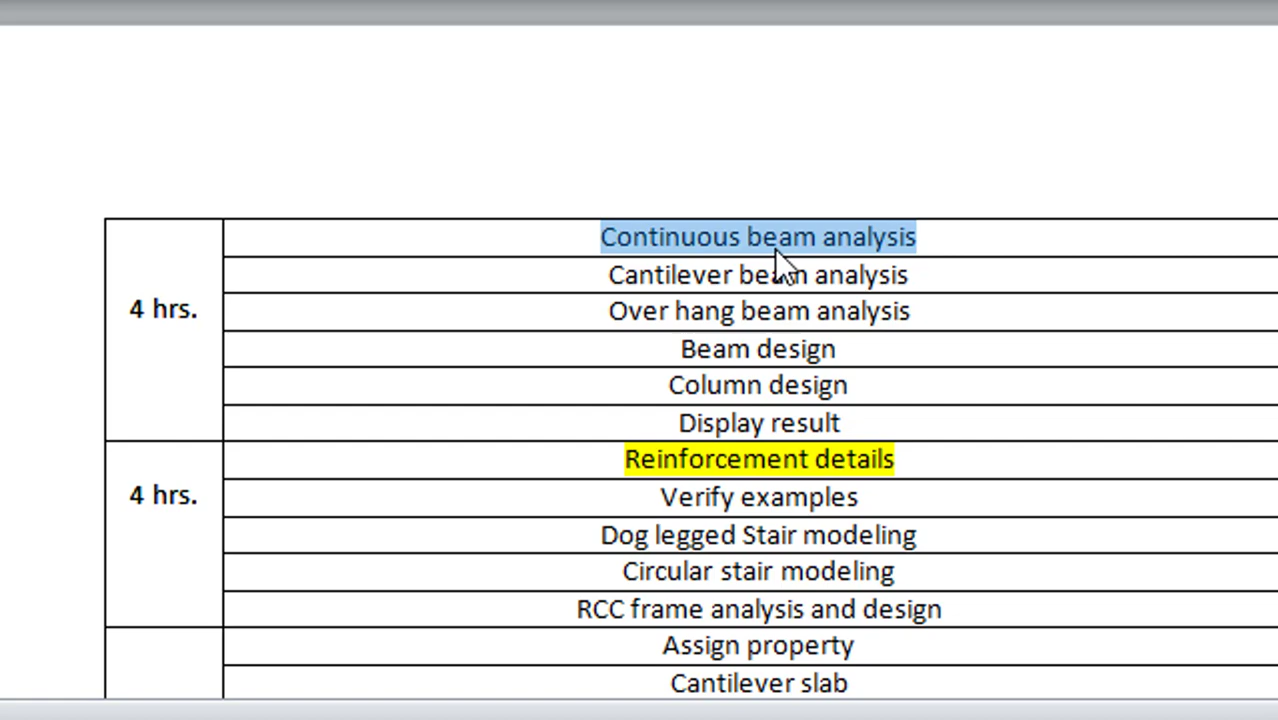 Continuous beam analysis
Cantilever beam analysis
4 hrs.
Over hang beam analysis
Beam design
Column design
Display result
Reinforcement details
4 hrs.
Verify examples
Dog legged Stair modeling
Circular stair modeling
RCC frame analysis and design
Assign property
Cantilever slab